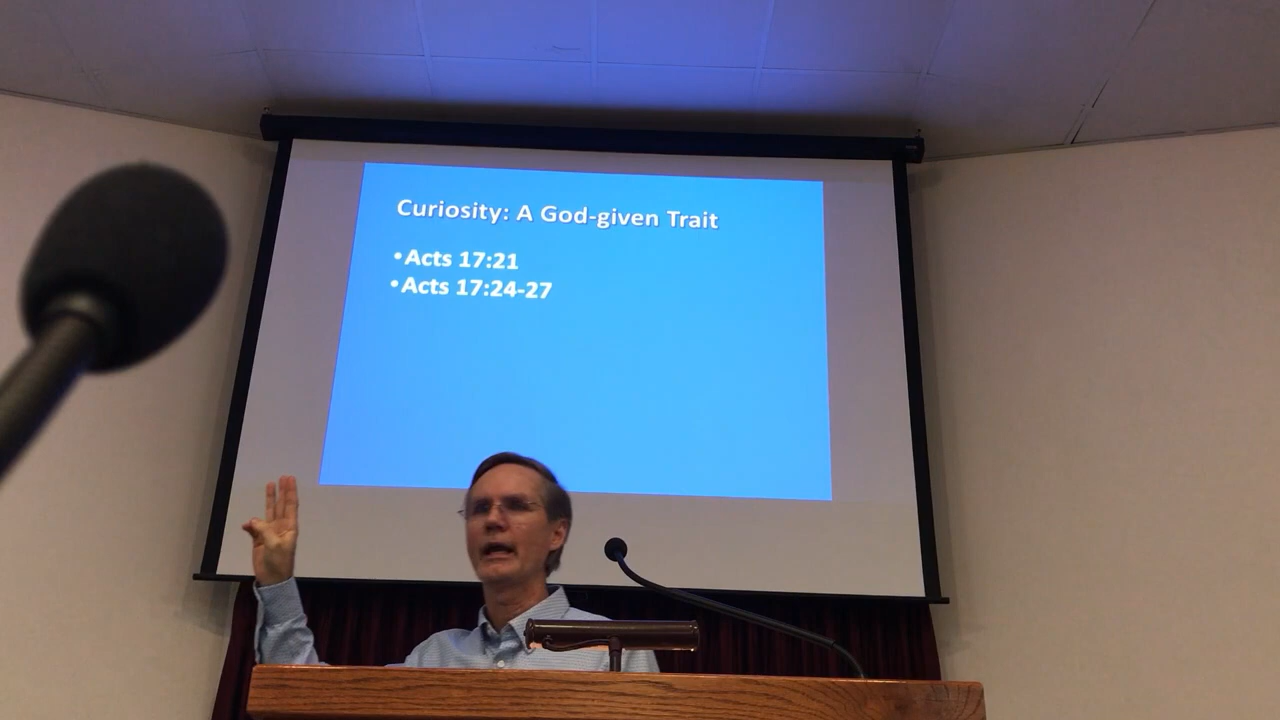 Curiosity: A God-given Trait
•Acts 17:21
•Acts 17:24-27